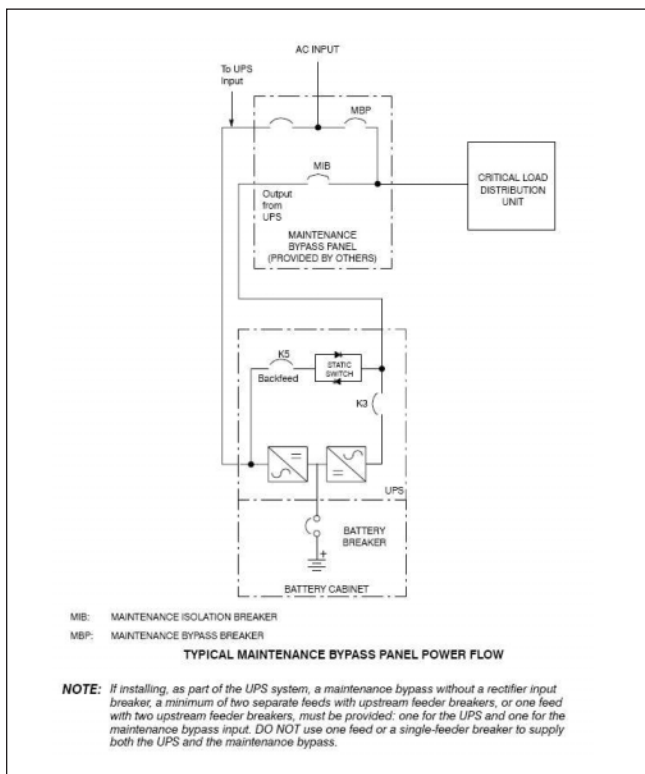 AC INPUT
To UPS
Input
MBP
MIB
Output
from
UPS
MAINTENANCE
BYPASS PANEL
(PROVIDED BY OTHERS)
CRITICAL LOAD
DISTRIBUTION
UNIT
K5
Backfeed
STATIC
SWITCH
K3
UPS
BATTERY
BREAKER
+
BATTERY CABINET
MIB: MAINTENANCE ISOLATION BREAKER
MBP: MAINTENANCE BYPASS BREAKER
TYPICAL MAINTENANCE BYPASS PANEL POWER FLOW
NOTE: If installing, as part of the UPS system, a maintenance bypass without a rectifier input
breaker, a minimum of two separate feeds with upstream feeder breakers, or one feed
with two upstream feeder breakers, must be provided: one for the UPS and one for the
maintenance bypass input. DO NOT use one feed or a single-feeder breaker to supply
both the UPS and the maintenance bypass.